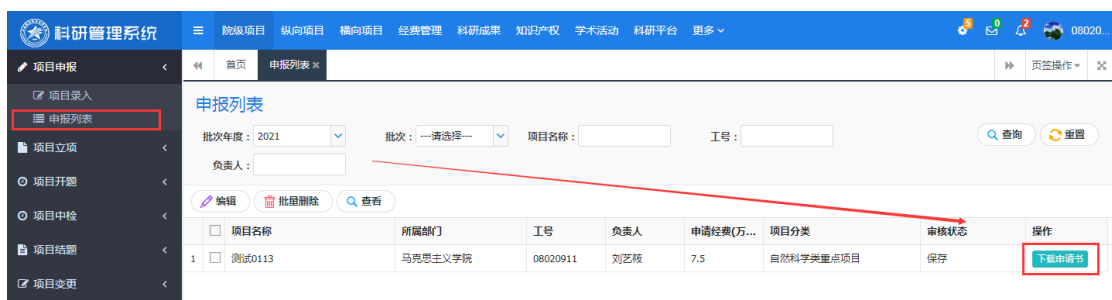 科研管理系统
院级项目 纵向项目 横向项目 经费管理 科研成果 知识产权 学术活动 科研平台 更多
5 0 2 08020...
项目申报
首页 申报列表 页签操作
项目录入
申报列表
申报列表
批次年度： 2021 批次： ---请选择--- 项目名称： 工号： 查询 重置
项目立项
负责人：
项目开题
编辑 批量删除 查看
项目中检
项目名称 所属部门 工号 负责人 申请经费(万... 项目分类 审核状态 操作
项目结题
1 测试0113 马克思主义学院 08020911 刘艺菠 7.5 自然科学类重点项目 保存 下载申请书
项目变更